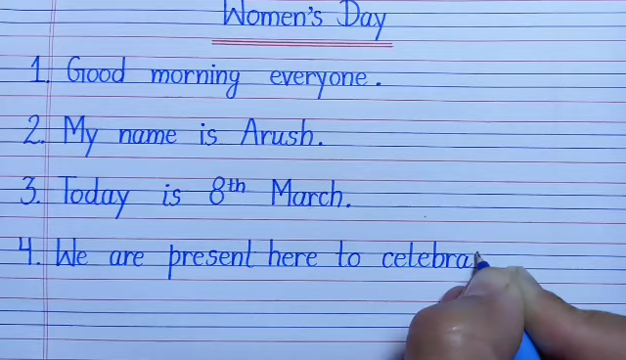 Women's Day
1. Good morning everyone.
2. My name is Arush.
3. Today is 8th March.
4. We are present here to celebra